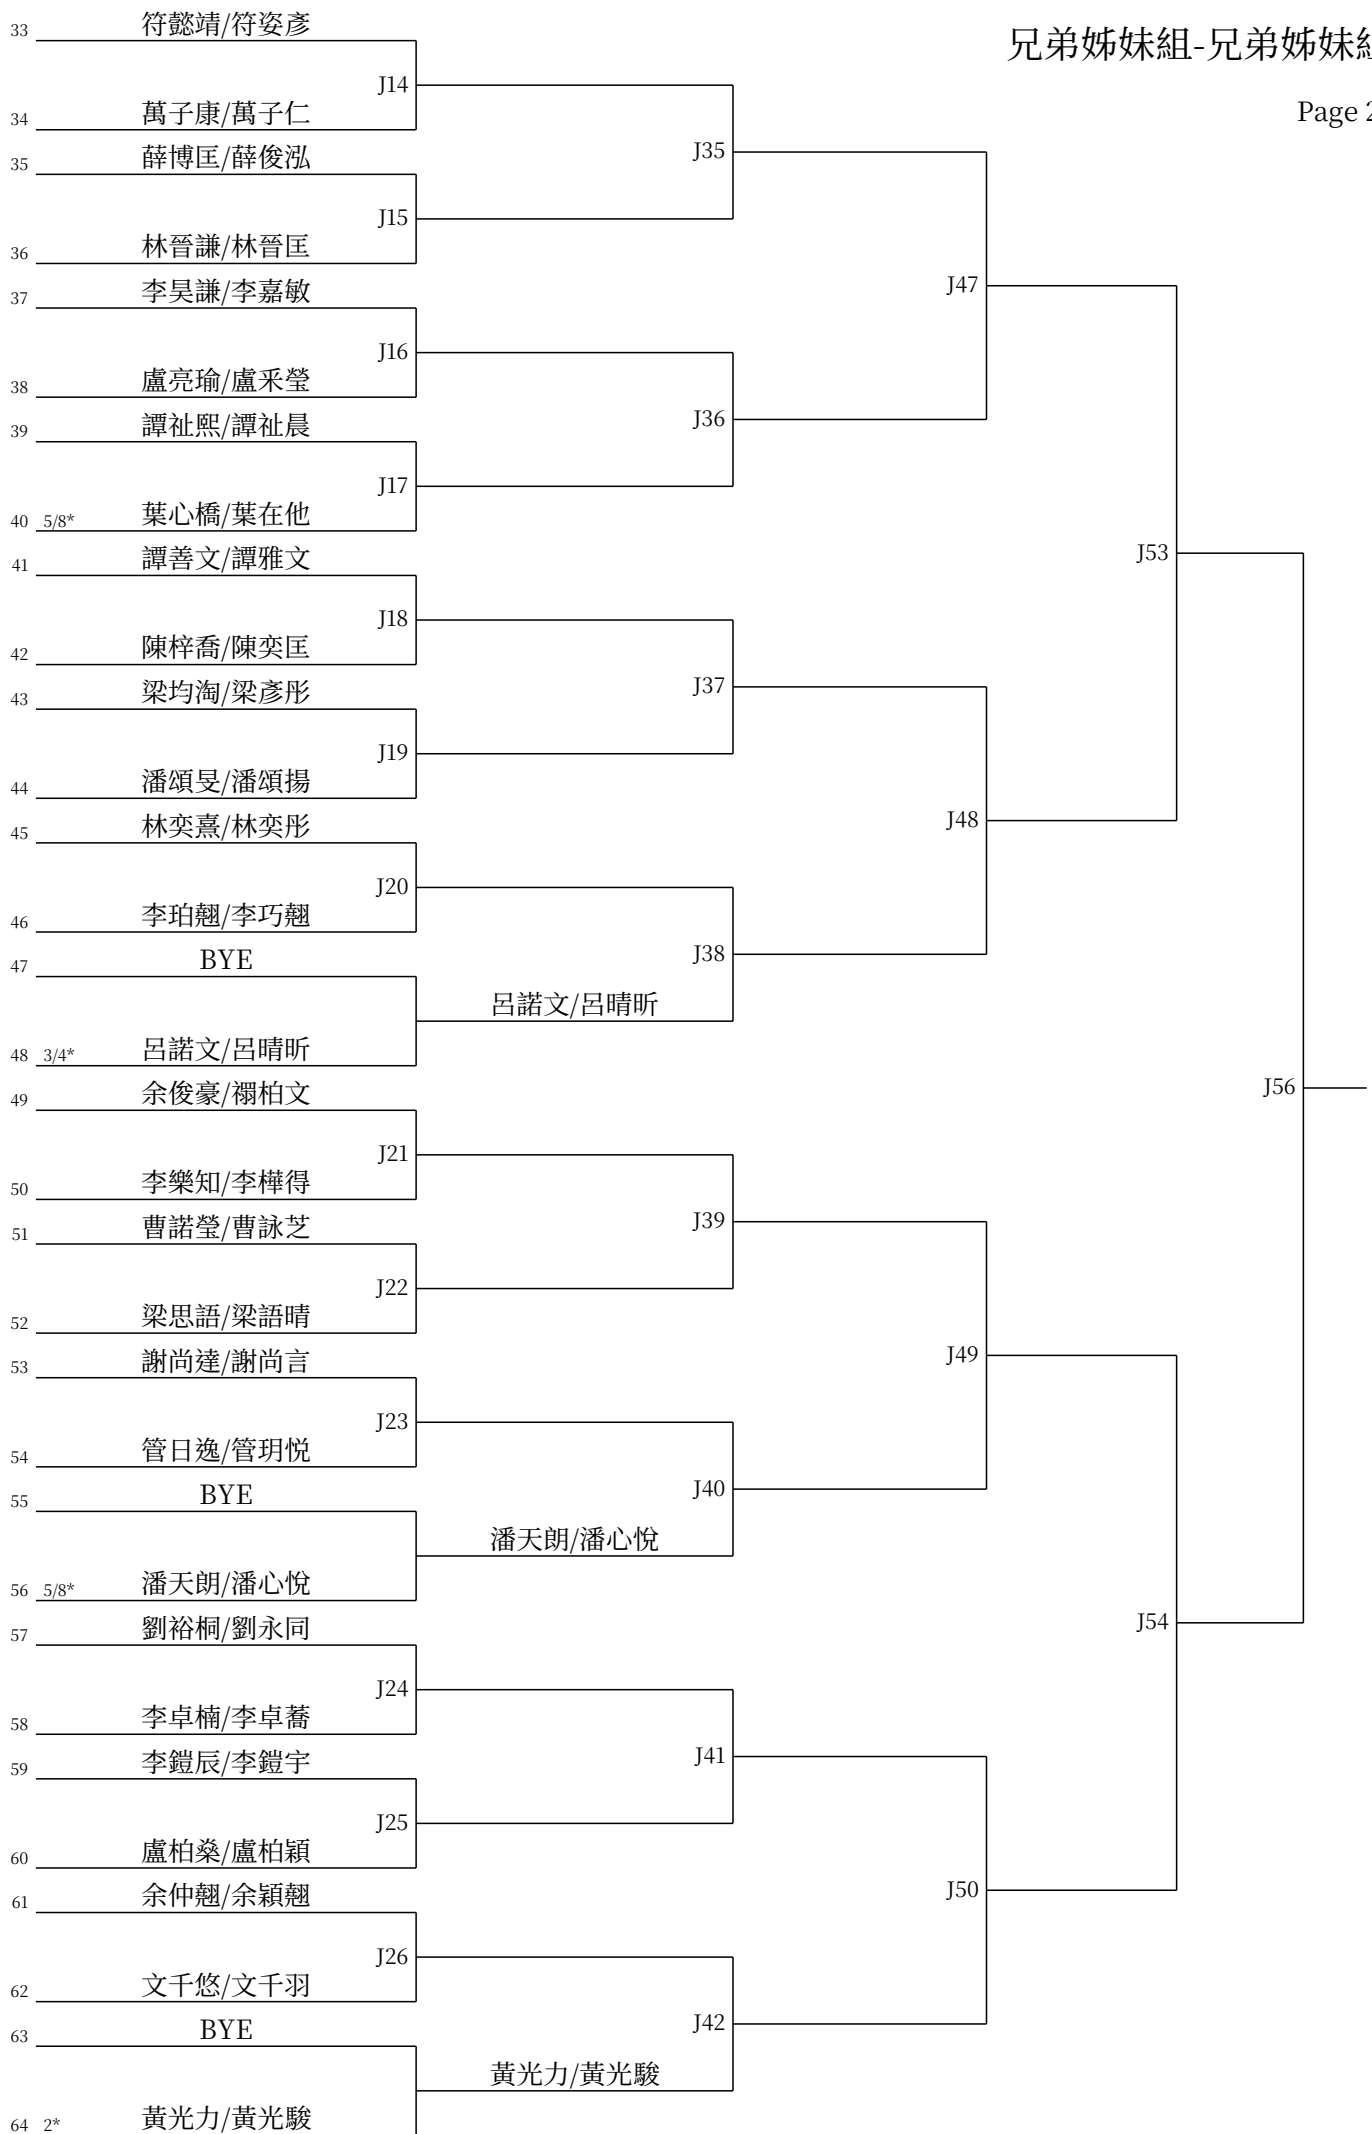 兄弟姊妹組-兄弟姊妹組
Page 2
33 符懿靖/符姿彥
J14
34 萬子康/萬子仁
35 薛博匡/薛俊泓
J35
J15
36 林晉謙/林晉匡
37 李昊謙/李嘉敏
J47
J16
38 盧亮瑜/盧釆瑩
39 譚祉熙/譚祉晨
J36
J17
40 5/8* 葉心橋/葉在他
41 譚善文/譚雅文
J53
J18
42 陳梓喬/陳奕匡
43 梁均淘/梁彥彤
J37
J19
44 潘頌旻/潘頌揚
45 林奕熹/林奕彤
J48
J20
46 李珀翹/李巧翹
47 BYE
J38
呂諾文/呂晴昕
48 3/4* 呂諾文/呂晴昕
49 余俊豪/禤柏文
J56
J21
50 李樂知/李樺得
51 曹諾瑩/曹詠芝
J39
J22
52 梁思語/梁語晴
53 謝尚達/謝尚言
J49
J23
54 管日逸/管玥悦
55 BYE
J40
潘天朗/潘心悅
56 5/8* 潘天朗/潘心悅
57 劉裕桐/劉永同
J54
J24
58 李卓楠/李卓蕎
59 李鎧辰/李鎧宇
J41
J25
60 盧柏燊/盧柏穎
61 余仲翹/余穎翹
J50
J26
62 文千悠/文千羽
63 BYE
J42
黃光力/黃光駿
64 2* 黃光力/黃光駿